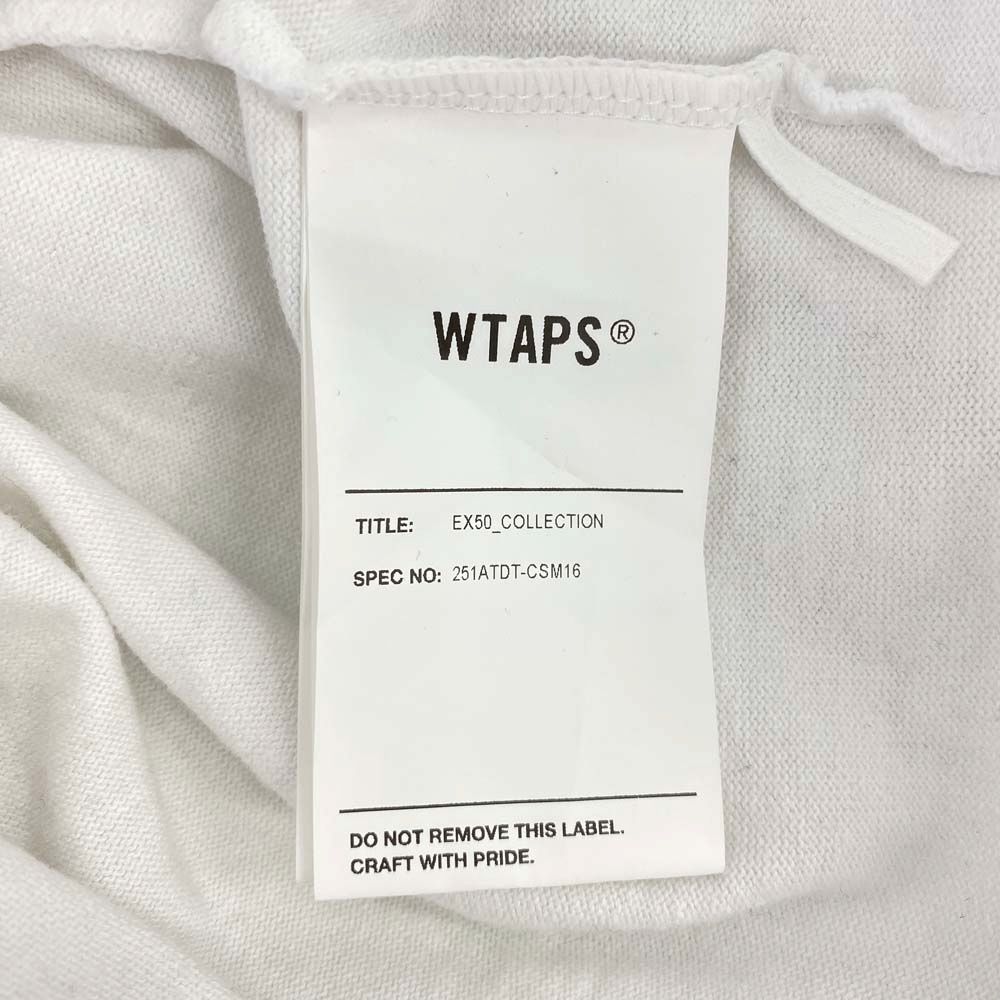 WTAPS®
TITLE: EX50_COLLECTION
SPEC NO: 251ATDT-CSM16
DO NOT REMOVE THIS LABEL.
CRAFT WITH PRIDE.